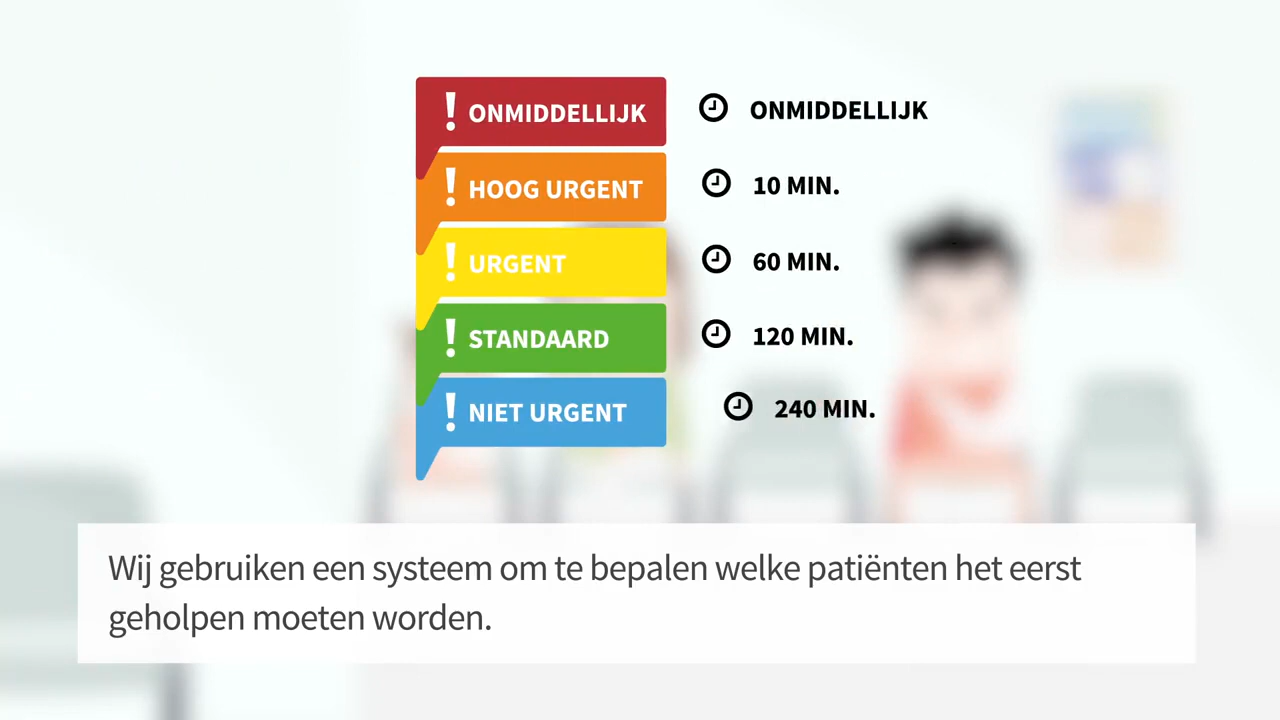 ! ONMIDDELLIJK ONMIDDELLIJK
! HOOG URGENT 10 MIN.
! URGENT 60 MIN.
! STANDAARD 120 MIN.
! NIET URGENT 240 MIN.
Wij gebruiken een systeem om te bepalen welke patiënten het eerst
geholpen moeten worden.